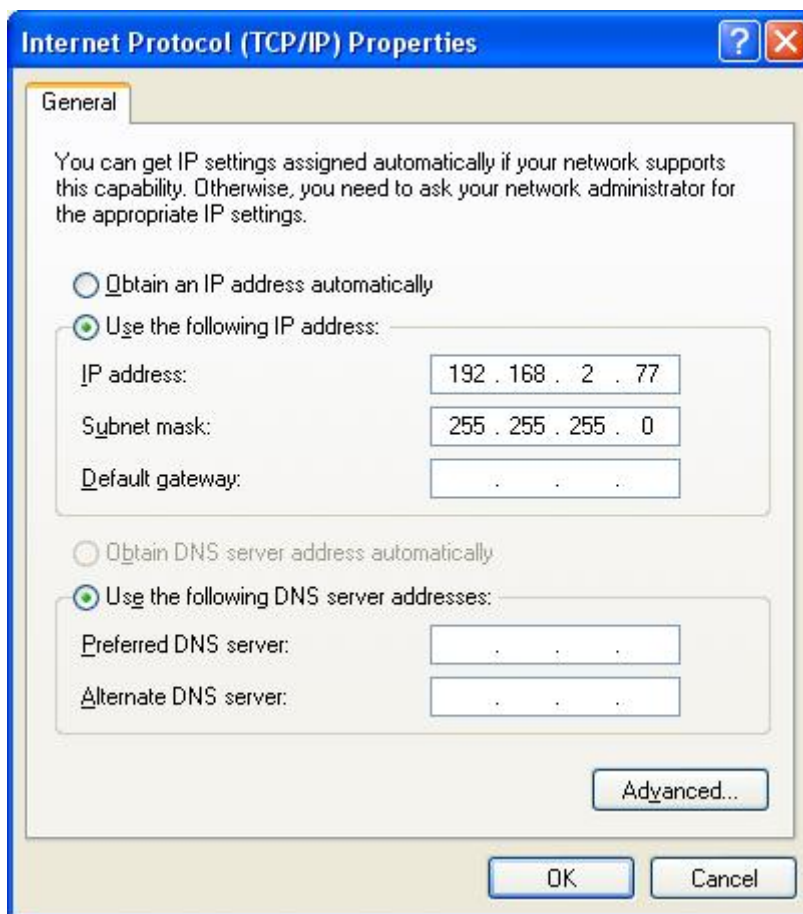 Internet Protocol (TCP/IP) Properties
General
You can get IP settings assigned automatically if your network supports
this capability. Otherwise, you need to ask your network administrator for
the appropriate IP settings.
Obtain an IP address automatically
Use the following IP address:
IP address: 192 . 168 . 2 . 77
Subnet mask: 255 . 255 . 255 . 0
Default gateway: . . .
Obtain DNS server address automatically
Use the following DNS server addresses:
Preferred DNS server: . . .
Alternate DNS server: . . .
Advanced...
OK Cancel